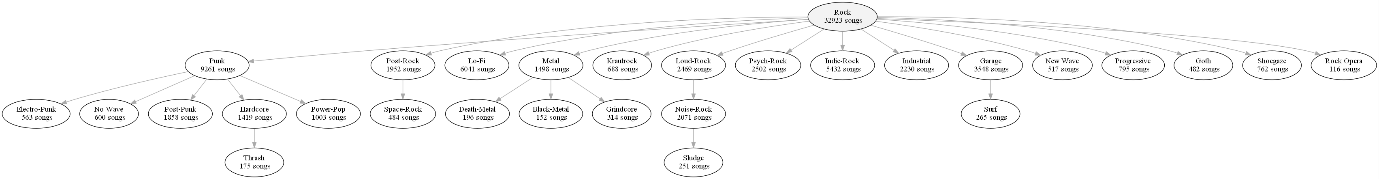 Rock
32923 songs
Punk
9261 songs
Post-Rock
1952 songs
Lo-Fi
6041 songs
Metal
1498 songs
Krautrock
688 songs
Loud-Rock
2469 songs
Psych-Rock
2502 songs
Indie-Rock
5432 songs
Industrial
2230 songs
Garage
3548 songs
New Wave
517 songs
Progressive
795 songs
Goth
482 songs
Shoegaze
762 songs
Rock Opera
116 songs
Electro-Punk
563 songs
No Wave
600 songs
Post-Punk
1858 songs
Hardcore
1419 songs
Power-Pop
1003 songs
Space-Rock
484 songs
Death-Metal
196 songs
Black-Metal
152 songs
Grindcore
314 songs
Noise-Rock
2071 songs
Surf
265 songs
Thrash
175 songs
Sludge
251 songs